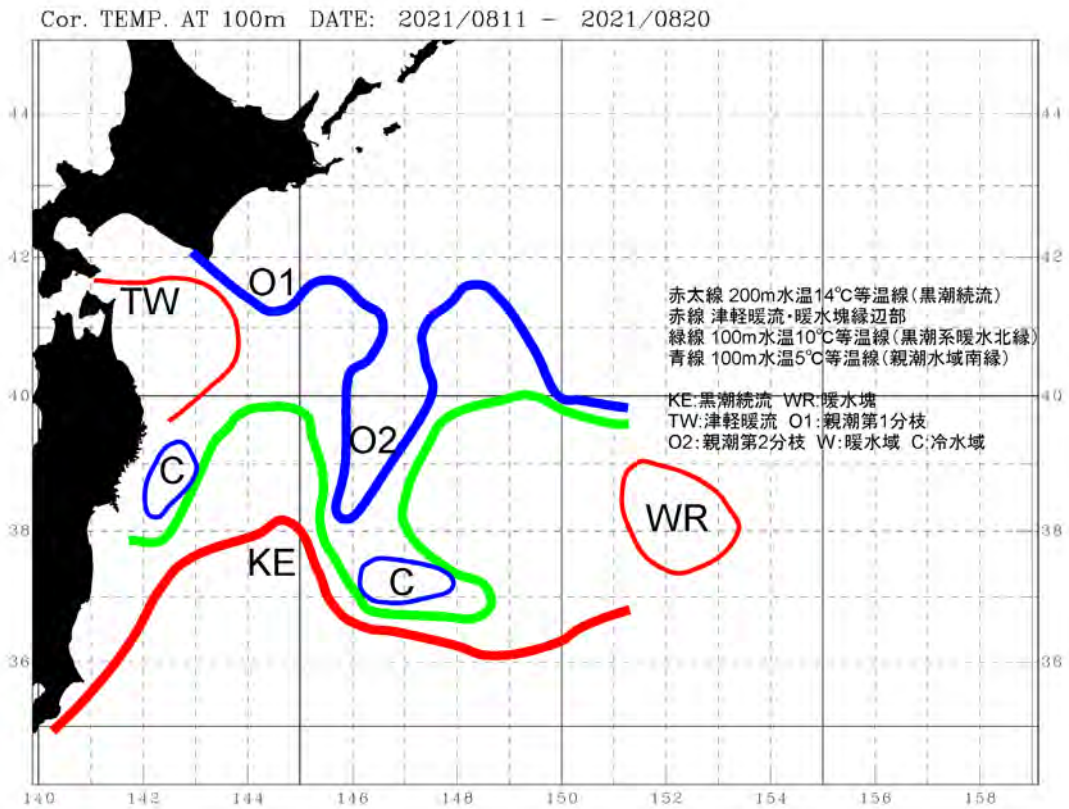 Cor. TEMP. AT 100m DATE: 2021/0811 - 2021/0820
44 44
42 42
O1
TW
赤太線 200m水温14℃等温線(黒潮続流)
赤線 津軽暖流・暖水塊縁辺部
緑線 100m水温10℃等温線(黒潮系暖水北縁)
青線 100m水温5℃等温線(親潮水域南縁)
40 40
KE:黒潮続流 WR:暖水塊
TW:津軽暖流 O1:親潮第1分枝
O2:親潮第2分枝 W:暖水域 C:冷水域
O2
C
WR
38 38
KE
C
36 36
140 142 144 146 148 150 152 154 156 158